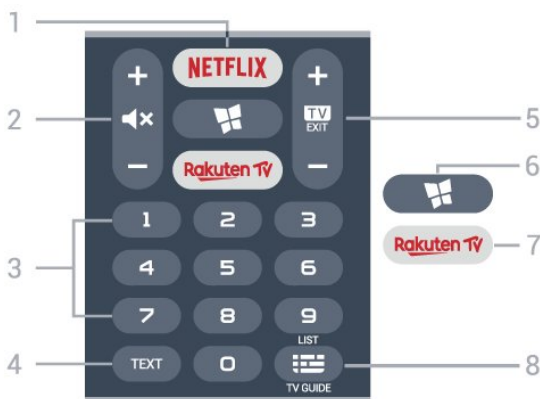 1
NETFLIX
+ +
2
TV
EXIT
5
6
Rakuten TV
- -
Rakuten TV
7
1 2 3
3
4 5 6
7 8 9
LIST
4
TEXT 0
8
TV GUIDE